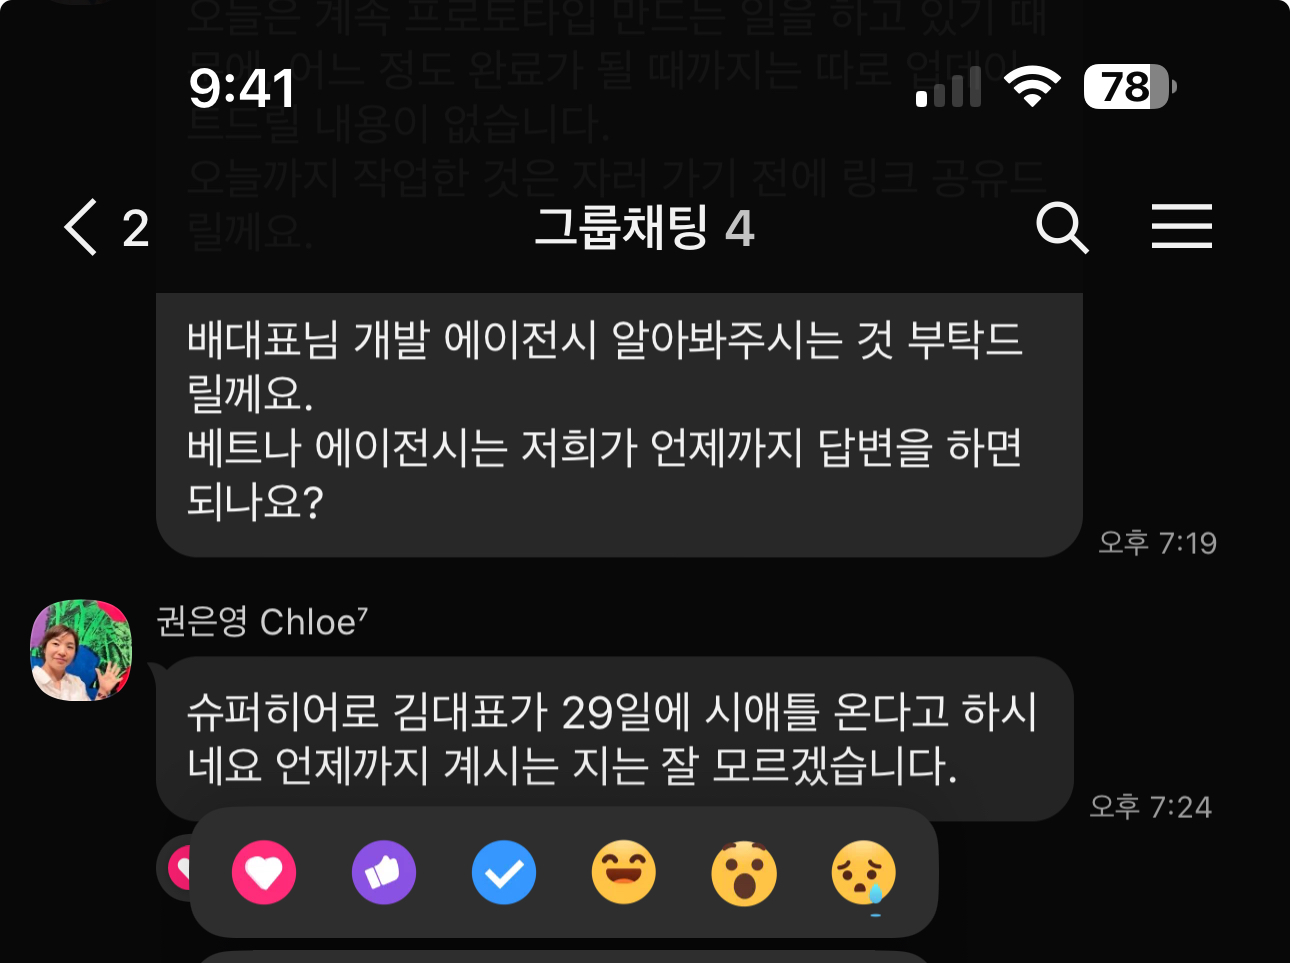 오늘은 계속 프로토타입 만드는 일을 하고 있기 때
어느 정도 완료가 될 때까지는 따로
트드릴 내용이 없습니다.
오늘까지 작업한 것은 자러 가기 전에 링크 공유드
릴께요.
9:41
78
2
그룹채팅 4
배대표님 개발 에이전시 알아봐주시는 것 부탁드
릴께요.
베트나 에이전시는 저희가 언제까지 답변을 하면
되나요?
오후 7:19
권은영 Chloe⁷
슈퍼히어로 김대표가 29일에 시애틀 온다고 하시
네요 언제까지 계시는 지는 잘 모르겠습니다.
오후 7:24